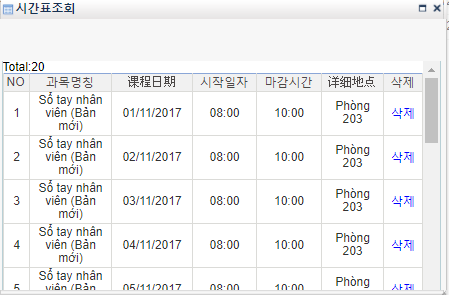 시간표조회
Total:20
NO 과목명칭 课程日期 시작일자 마감시간 详细地点 삭제
1 Sổ tay nhân viên (Bản mới) 01/11/2017 08:00 10:00 Phòng 203 삭제
2 Sổ tay nhân viên (Bản mới) 02/11/2017 08:00 10:00 Phòng 203 삭제
3 Sổ tay nhân viên (Bản mới) 03/11/2017 08:00 10:00 Phòng 203 삭제
4 Sổ tay nhân viên (Bản mới) 04/11/2017 08:00 10:00 Phòng 203 삭제
5 Sổ tay nhân viên (Bản 05/11/2017 08:00 10:00 Phòng 삭제